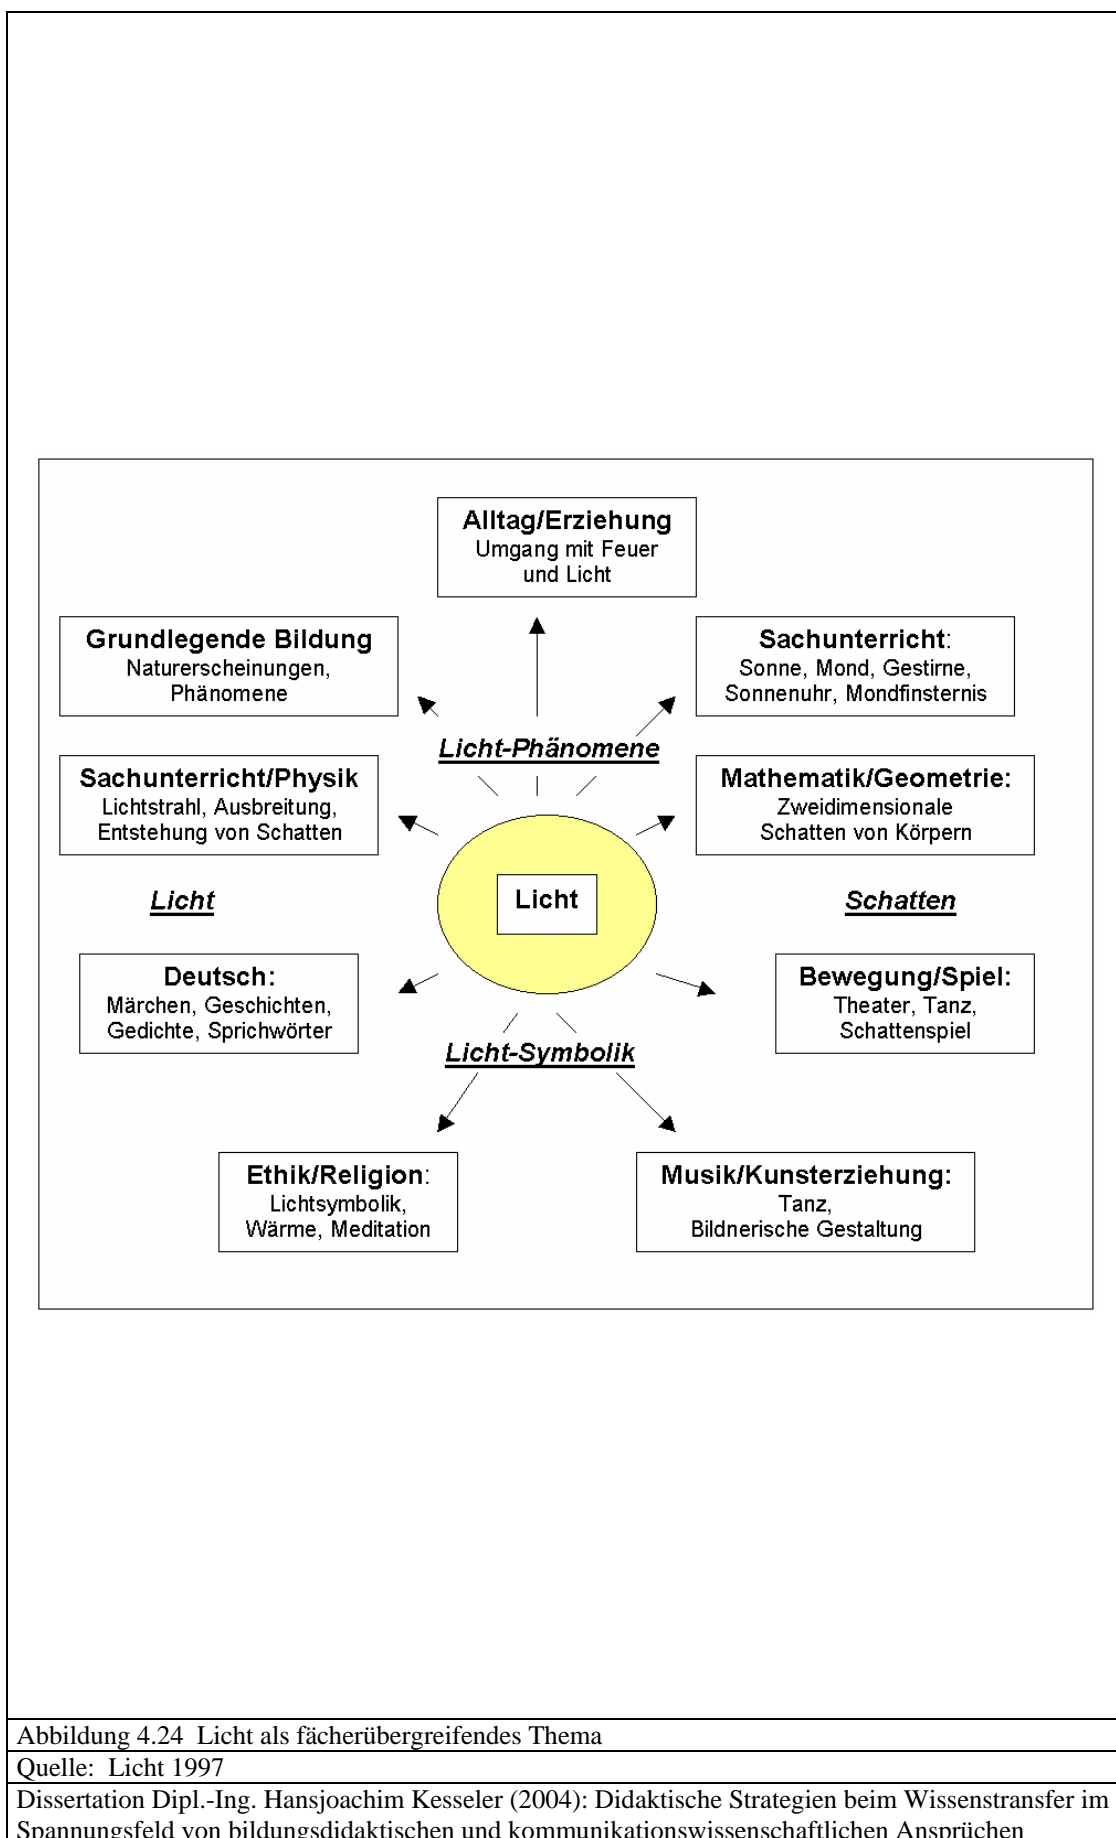 Alltag/Erziehung
Umgang mit Feuer
und Licht
Grundlegende Bildung
Naturerscheinungen,
Phänomene
Sachunterricht:
Sonne, Mond, Gestirne,
Sonnenuhr, Mondfinsternis
Licht-Phänomene
Sachunterricht/Physik
Lichtstrahl, Ausbreitung,
Entstehung von Schatten
Mathematik/Geometrie:
Zweidimensionale
Schatten von Körpern
Licht
Licht
Schatten
Deutsch:
Märchen, Geschichten,
Gedichte, Sprichwörter
Bewegung/Spiel:
Theater, Tanz,
Schattenspiel
Licht-Symbolik
Ethik/Religion:
Lichtsymbolik,
Wärme, Meditation
Musik/Kunsterziehung:
Tanz,
Bildnerische Gestaltung
Abbildung 4.24 Licht als fächerübergreifendes Thema
Quelle: Licht 1997
Dissertation Dipl.-Ing. Hansjoachim Kesseler (2004): Didaktische Strategien beim Wissenstransfer im
Spannungsfeld von bildungsdidaktischen und kommunikationswissenschaftlichen Ansprüchen